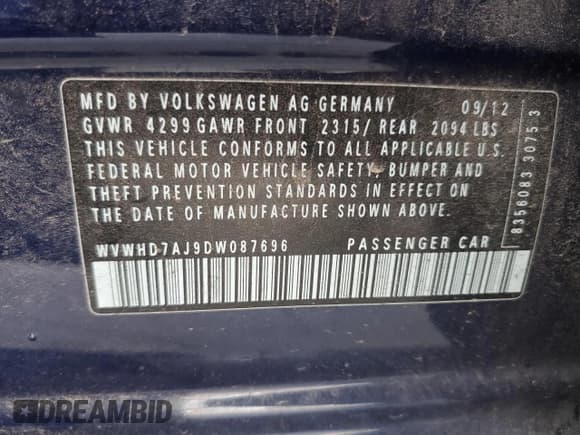 MFD BY VOLKSWAGEN AG GERMANY 09/12
GVWR 4299 GAWR FRONT 2315/ REAR 2094 LBS
THIS VEHICLE CONFORMS TO ALL APPLICABLE U.S.
FEDERAL MOTOR VEHICLE SAFETY, BUMPER AND
THEFT PREVENTION STANDARDS IN EFFECT ON
THE DATE OF MANUFACTURE SHOWN ABOVE.
WVWHD7AJ9DW087696 PASSENGER CAR
8356083 3075 3
DREAMBID